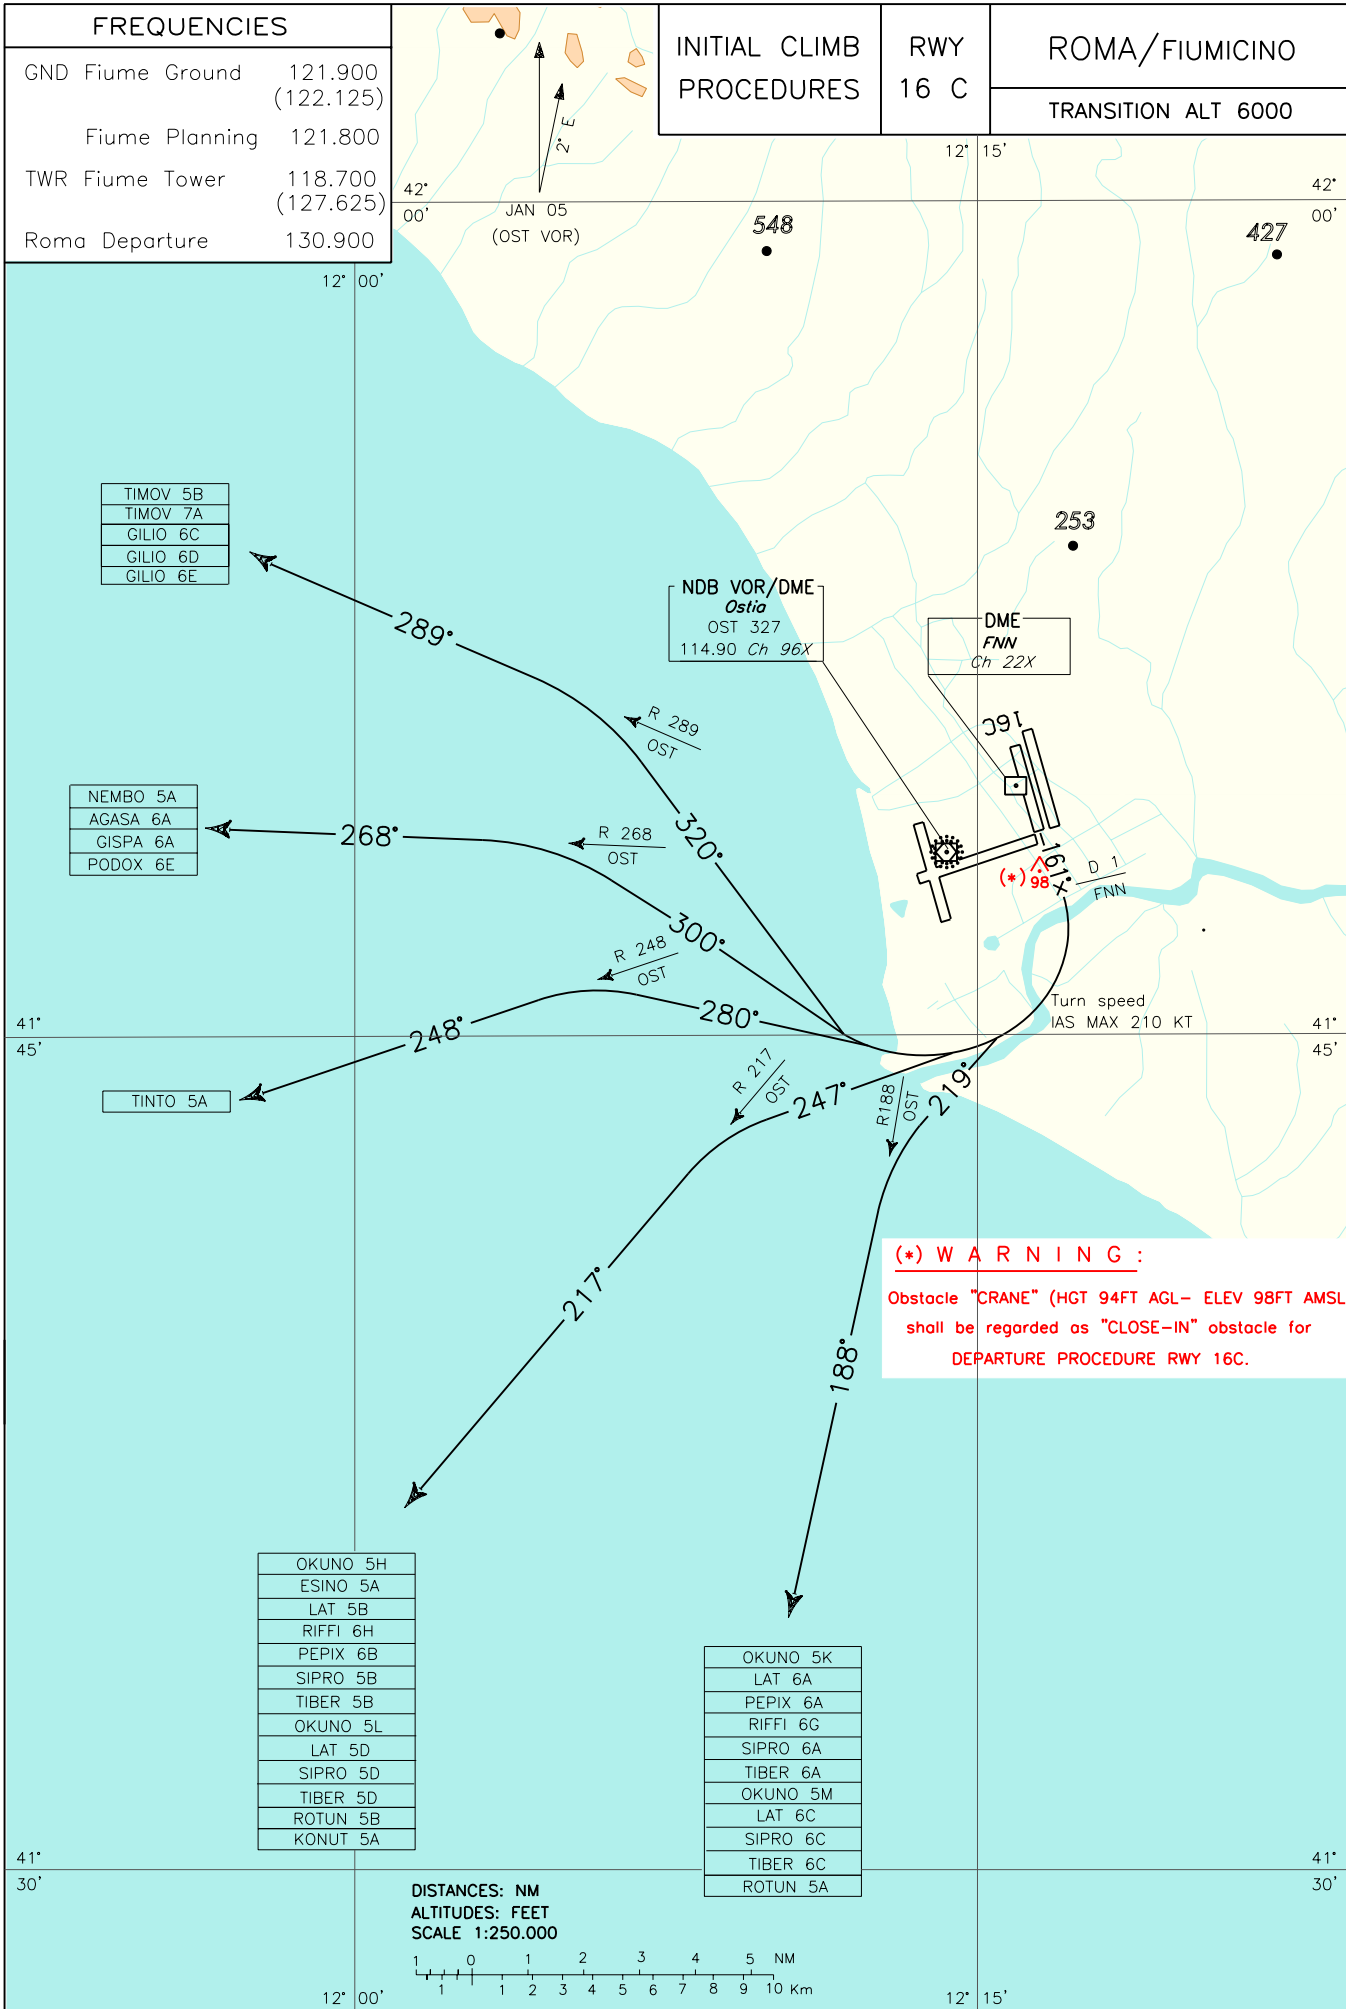 FREQUENCIES
GND Fiume Ground 121.900
(122.125)
Fiume Planning 121.800
TWR Fiume Tower 118.700
(127.625)
Roma Departure 130.900
INITIAL CLIMB
PROCEDURES
RWY
16 C
ROMA/FIUMICINO
TRANSITION ALT 6000
2° E
JAN 05
(OST VOR)
12° 15'
42°
00'
42°
00'
548
427
12° 00'
TIMOV 5B
TIMOV 7A
GILIO 6C
GILIO 6D
GILIO 6E
253
289°
NDB VOR/DME
Ostia
OST 327
114.90 Ch 96X
DME
FNN
Ch 22X
R 289
OST
16C
NEMBO 5A
AGASA 6A
GISPA 6A
PODOX 6E
268°
R 268
OST
320°
161°
D 1
FNN
(*) 98
300°
R 248
OST
280°
248°
Turn speed
IAS MAX 210 KT
41°
45'
41°
45'
TINTO 5A
R 217
OST
247°
R188
OST
219°
217°
188°
(*) W A R N I N G :
Obstacle "CRANE" (HGT 94FT AGL- ELEV 98FT AMSL
shall be regarded as "CLOSE-IN" obstacle for
DEPARTURE PROCEDURE RWY 16C.
OKUNO 5H
ESINO 5A
LAT 5B
RIFFI 6H
PEPIX 6B
SIPRO 5B
TIBER 5B
OKUNO 5L
LAT 5D
SIPRO 5D
TIBER 5D
ROTUN 5B
KONUT 5A
OKUNO 5K
LAT 6A
PEPIX 6A
RIFFI 6G
SIPRO 6A
TIBER 6A
OKUNO 5M
LAT 6C
SIPRO 6C
TIBER 6C
ROTUN 5A
41°
30'
41°
30'
DISTANCES: NM
ALTITUDES: FEET
SCALE 1:250.000
1 0 1 2 3 4 5 NM
1 1 2 3 4 5 6 7 8 9 10 Km
12° 00'
12° 15'